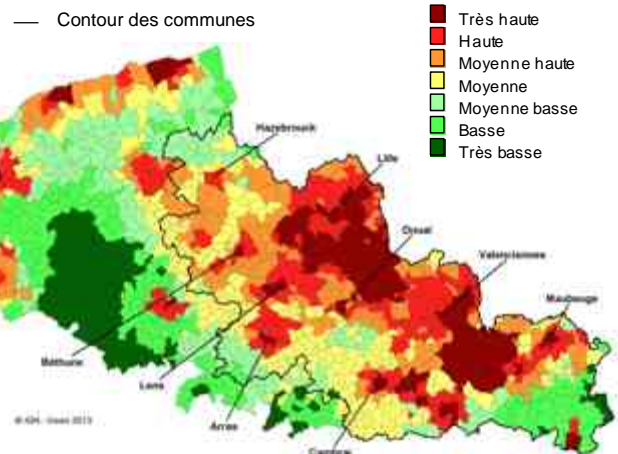 Contour des communes
Très haute
Haute
Moyenne haute
Moyenne
Moyenne basse
Basse
Très basse
Hazebrouck
Lille
Douai
Valenciennes
Maubeuge
Béthune
Lens
Arras
Cambrai